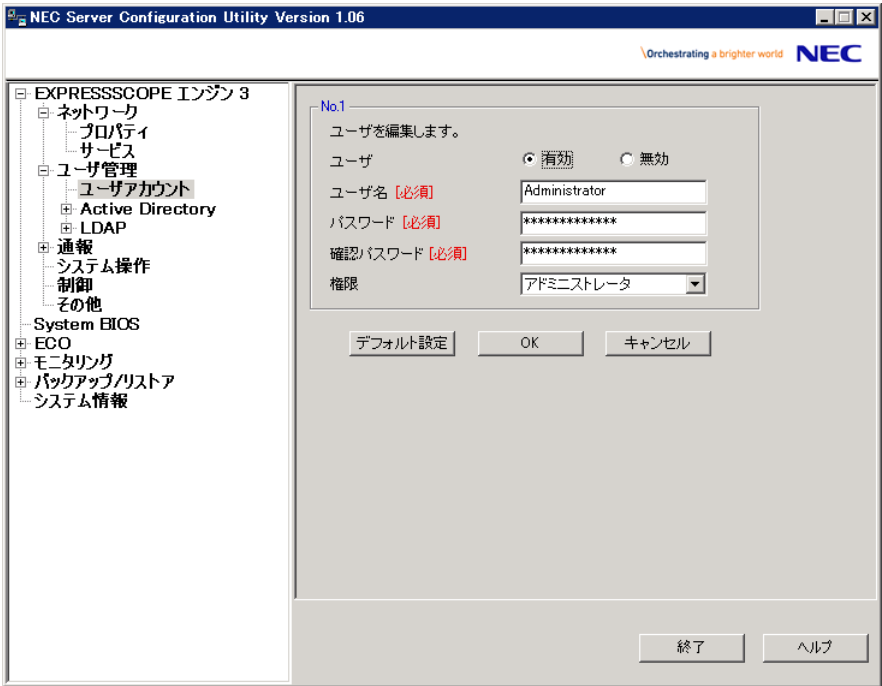 NEC Server Configuration Utility Version 1.06
\Orchestrating a brighter world NEC
EXPRESSSCOPE エンジン 3
ネットワーク
プロパティ
サービス
ユーザ管理
ユーザアカウント
Active Directory
LDAP
通報
システム操作
制御
その他
System BIOS
ECO
モニタリング
バックアップ/リストア
システム情報
No.1
ユーザを編集します。
ユーザ 有効 無効
ユーザ名 [必須] Administrator
パスワード [必須] *************
確認パスワード [必須] *************
権限 アドミニストレータ
デフォルト設定 OK キャンセル
終了 ヘルプ